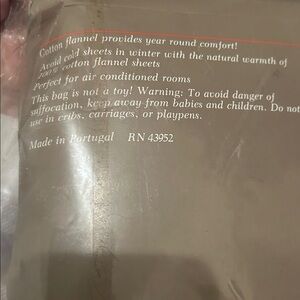 Cotton flannel provides year round comfort!
Avoid cold sheets in winter with the natural warmth of
100% cotton flannel sheets
Perfect for air conditioned rooms
This bag is not a toy! Warning: To avoid danger of
suffocation, keep away from babies and children. Do not
use in cribs, carriages, or playpens.
Made in Portugal RN 43952